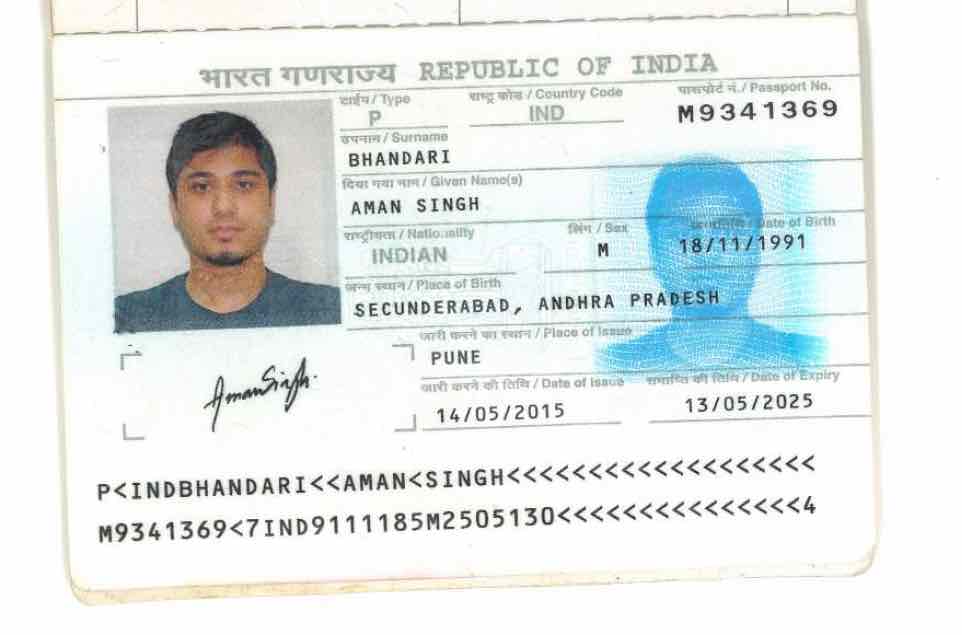 भारत गणराज्य REPUBLIC OF INDIA
टाईप / Type
राष्ट्र कोड / Country Code
पासपोर्ट नं. / Passport No.
P
IND
M9341369
उपनाम / Surname
BHANDARI
दिया गया नाम / Given Name(s)
AMAN SINGH
राष्ट्रीयता / Nationality
लिंग / Sex
जन्मतिथि / Date of Birth
INDIAN
M
18/11/1991
जन्म स्थान / Place of Birth
SECUNDERABAD, ANDHRA PRADESH
जारी करने का स्थान / Place of Issue
PUNE
जारी करने की तिथि / Date of Issue
समाप्ति की तिथि / Date of Expiry
14/05/2015
13/05/2025
AmanSingh.
P<INDBHANDARI<<AMAN<SINGH<<<<<<<<<<<<<<<<<<<
M9341369<7IND9111185M2505130<<<<<<<<<<<<<<<4